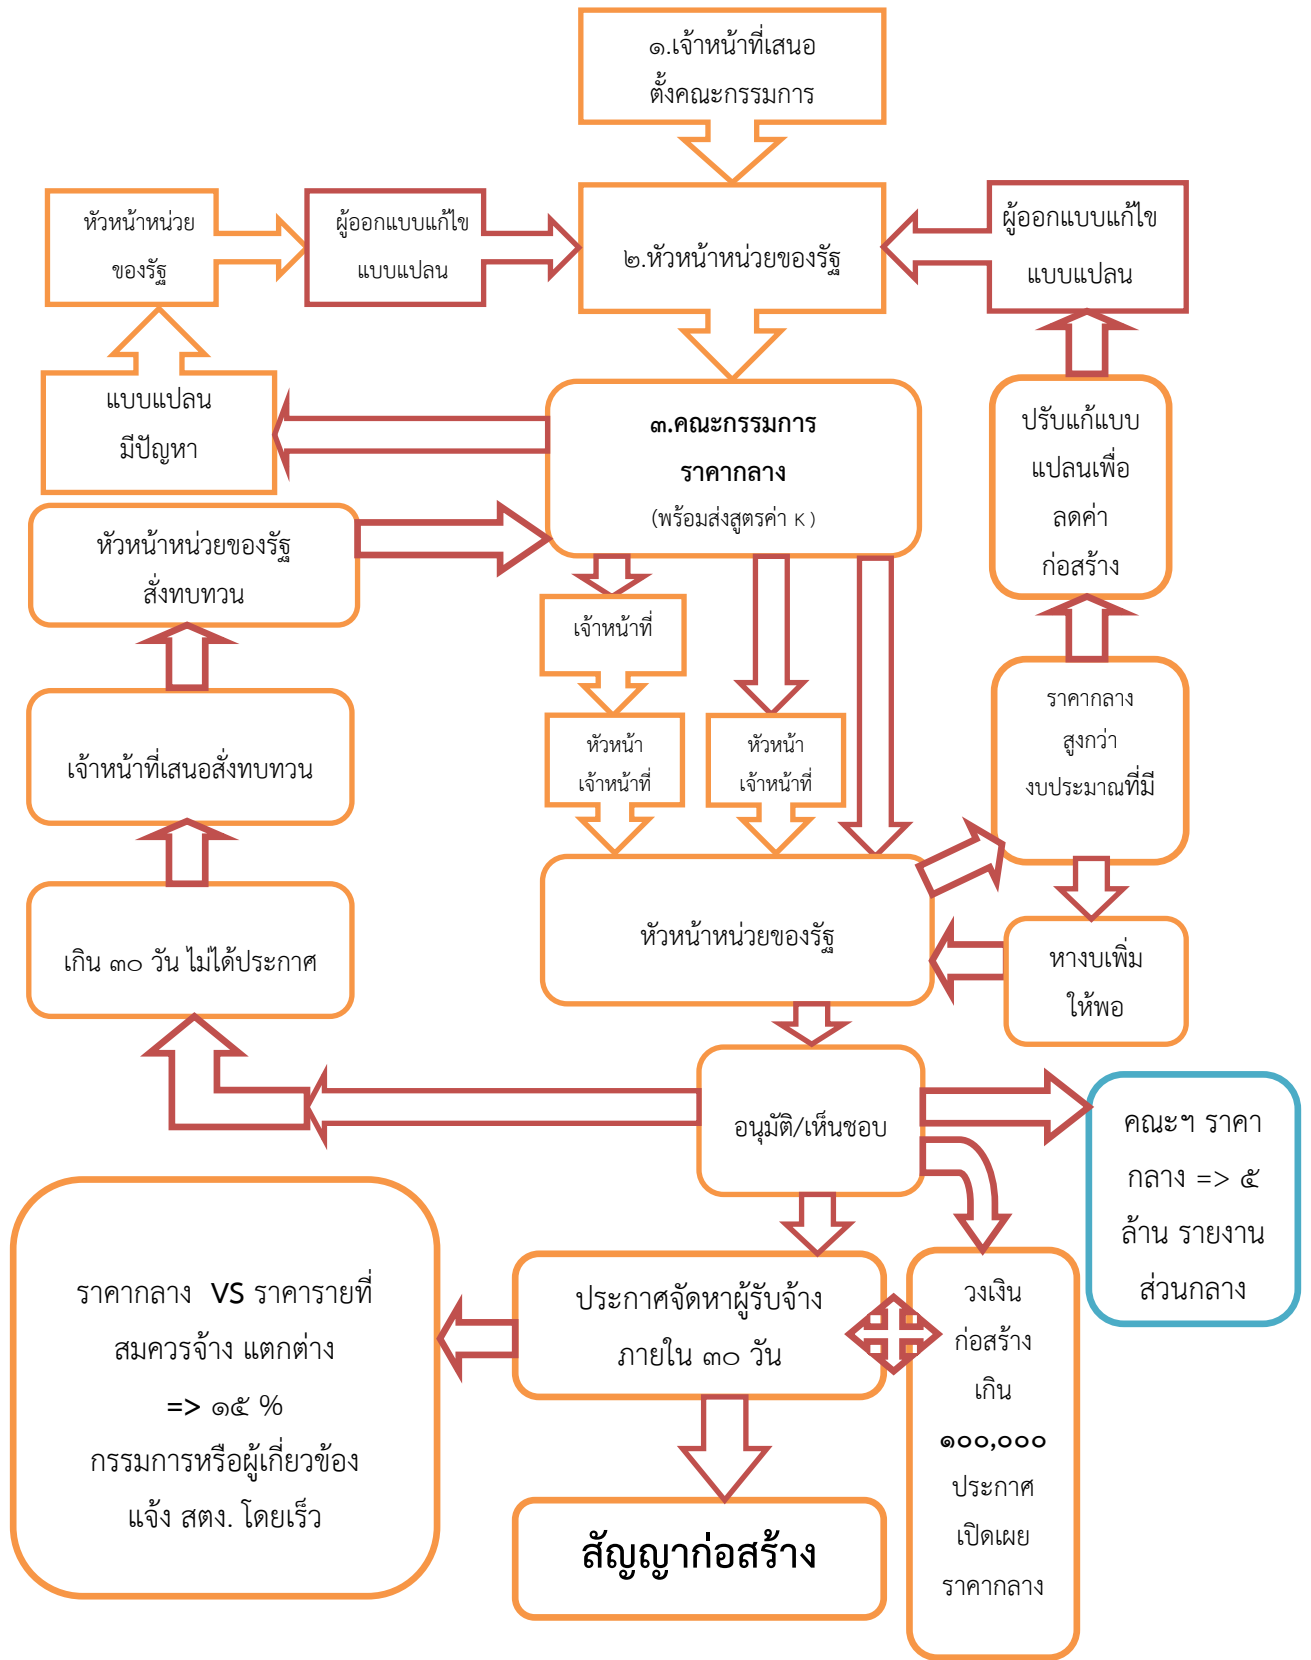 ๑.เจ้าหน้าที่เสนอ
ตั้งคณะกรรมการ
หัวหน้าหน่วย
ของรัฐ
ผู้ออกแบบแก้ไข
แบบแปลน
๒.หัวหน้าหน่วยของรัฐ
ผู้ออกแบบแก้ไข
แบบแปลน
แบบแปลน
มีปัญหา
๓.คณะกรรมการ
ราคากลาง
(พร้อมส่งสูตรค่า K )
ปรับแก้แบบ
แปลนเพื่อ
ลดค่า
ก่อสร้าง
หัวหน้าหน่วยของรัฐ
สั่งทบทวน
เจ้าหน้าที่
เจ้าหน้าที่เสนอสั่งทบทวน
หัวหน้า
เจ้าหน้าที่
หัวหน้า
เจ้าหน้าที่
ราคากลาง
สูงกว่า
งบประมาณที่มี
เกิน ๓๐ วัน ไม่ได้ประกาศ
หัวหน้าหน่วยของรัฐ
หางบเพิ่ม
ให้พอ
อนุมัติ/เห็นชอบ
คณะฯ ราคา
กลาง => ๕
ล้าน รายงาน
ส่วนกลาง
ราคากลาง VS ราคารายที่
สมควรจ้าง แตกต่าง
=> ๑๕ %
กรรมการหรือผู้เกี่ยวข้อง
แจ้ง สตง. โดยเร็ว
ประกาศจัดหาผู้รับจ้าง
ภายใน ๓๐ วัน
วงเงิน
ก่อสร้าง
เกิน
๑๐๐,๐๐๐
ประกาศ
เปิดเผย
ราคากลาง
สัญญาก่อสร้าง